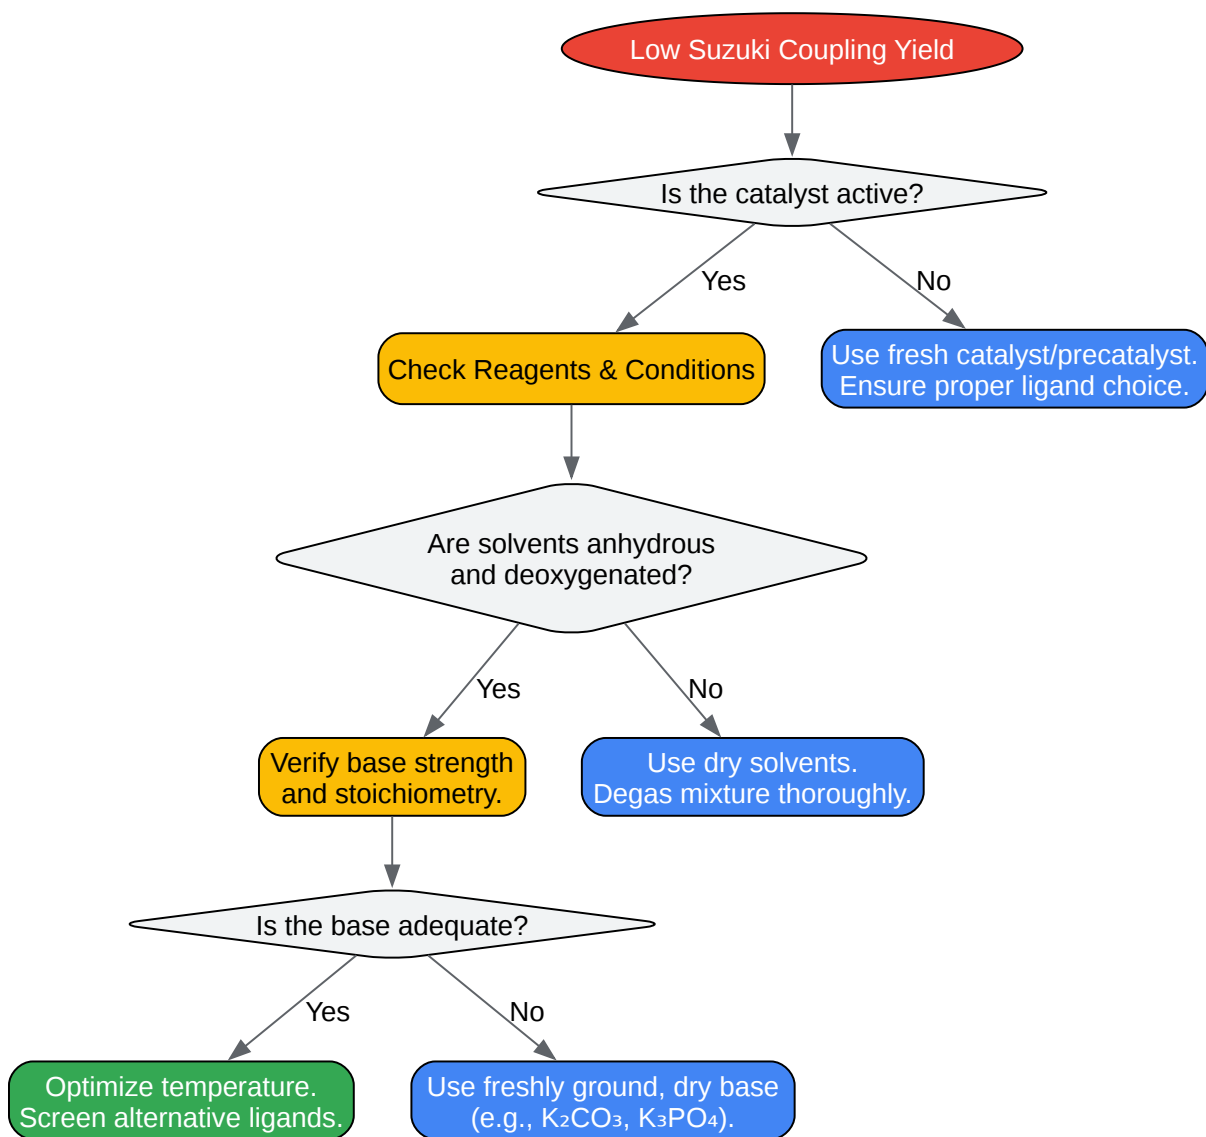 Low Suzuki Coupling Yield
Is the catalyst active?
Yes
No
Check Reagents & Conditions
Use fresh catalyst/precatalyst.
Ensure proper ligand choice.
Are solvents anhydrous
and deoxygenated?
Yes
No
Verify base strength
and stoichiometry.
Use dry solvents.
Degas mixture thoroughly.
Is the base adequate?
Yes
No
Optimize temperature.
Screen alternative ligands.
Use freshly ground, dry base
(e.g., K₂CO₃, K₃PO₄).